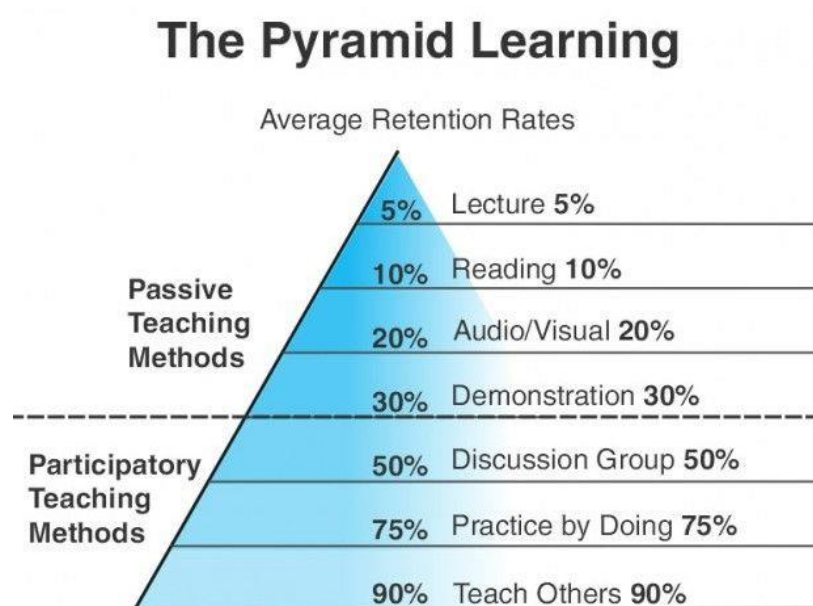 The Pyramid Learning
Average Retention Rates
5% Lecture 5%
10% Reading 10%
Passive
Teaching
Methods
20% Audio/Visual 20%
30% Demonstration 30%
Participatory
Teaching
Methods
50% Discussion Group 50%
75% Practice by Doing 75%
90% Teach Others 90%